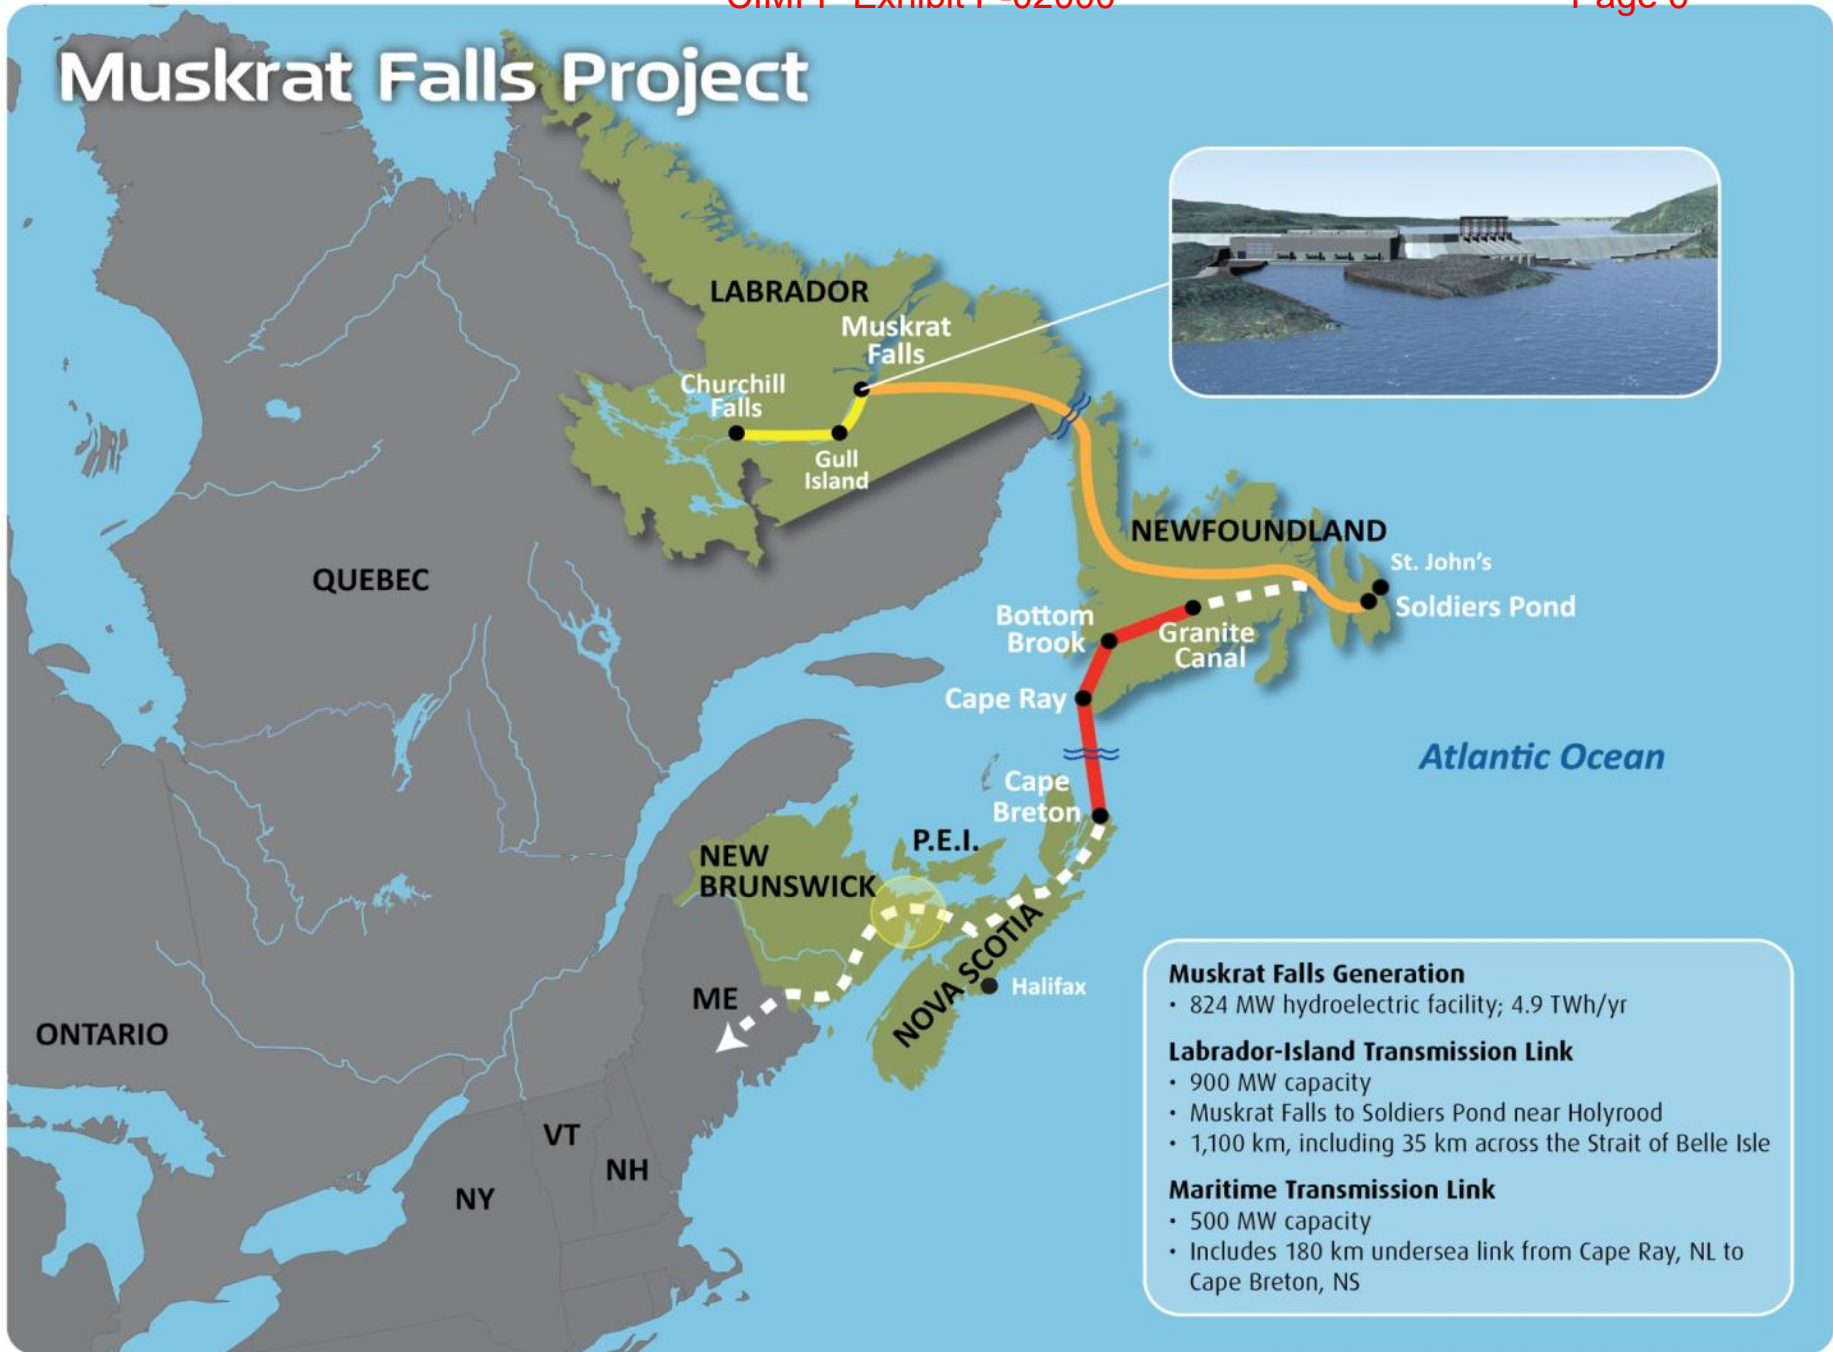 Muskrat Falls Project
LABRADOR
Muskrat
Falls
Churchill
Falls
Gull
Island
QUEBEC
NEWFOUNDLAND
St. John's
Soldiers Pond
Bottom
Brook
Granite
Canal
Cape Ray
Atlantic Ocean
Cape
Breton
P.E.I.
NEW
BRUNSWICK
NOVA SCOTIA
Halifax
ME
ONTARIO
VT
NH
NY
Muskrat Falls Generation
• 824 MW hydroelectric facility; 4.9 TWh/yr
Labrador-Island Transmission Link
• 900 MW capacity
• Muskrat Falls to Soldiers Pond near Holyrood
• 1,100 km, including 35 km across the Strait of Belle Isle
Maritime Transmission Link
• 500 MW capacity
• Includes 180 km undersea link from Cape Ray, NL to
Cape Breton, NS